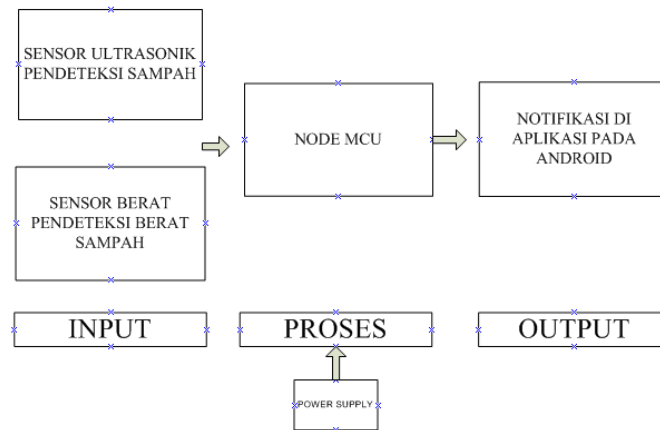 SENSOR ULTRASONIK
PENDETEKSI SAMPAH
NODE MCU
NOTIFIKASI DI
APLIKASI PADA
ANDROID
SENSOR BERAT
PENDETEKSI BERAT
SAMPAH
INPUT
PROSES
OUTPUT
POWER SUPPLY